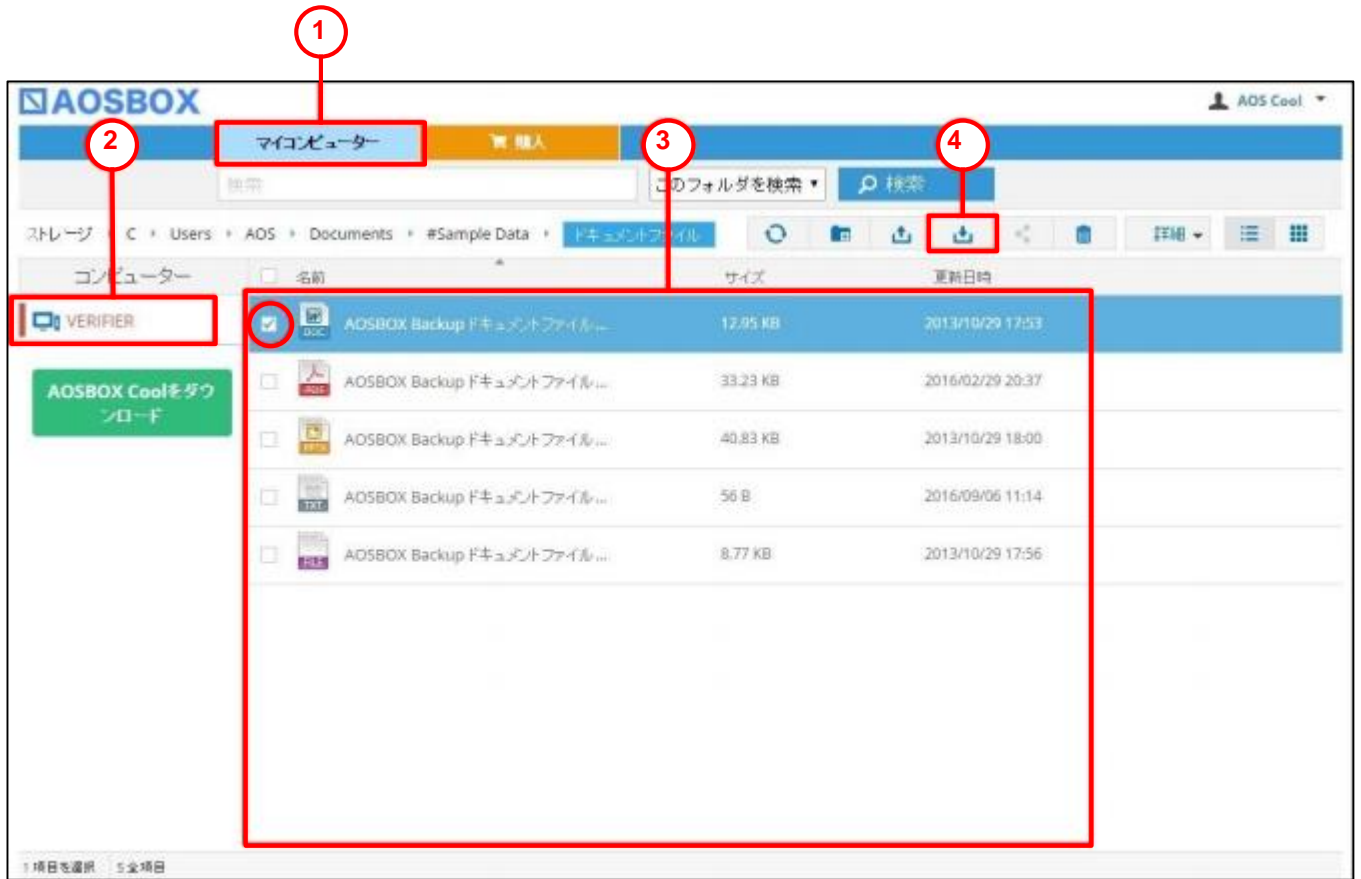 1
AOSBOX
AOS Cool
2
マイコンピューター
購入
3
4
検索
このフォルダを検索
検索
ストレージ
C
Users
AOS
Documents
#Sample Data
ドキュメントファイル
詳細
コンピューター
名前
サイズ
更新日時
VERIFIER
DOC
AOSBOX Backup ドキュメントファイル ...
12.95 KB
2013/10/29 17:53
AOSBOX Coolをダウ
ンロード
PDF
AOSBOX Backup ドキュメントファイル ...
33.23 KB
2016/02/29 20:37
AOSBOX Backup ドキュメントファイル ...
40.83 KB
2013/10/29 18:00
TXT
AOSBOX Backup ドキュメントファイル ...
56 B
2016/09/06 11:14
FILE
AOSBOX Backup ドキュメントファイル ...
8.77 KB
2013/10/29 17:56
1 項目を選択
5 全項目